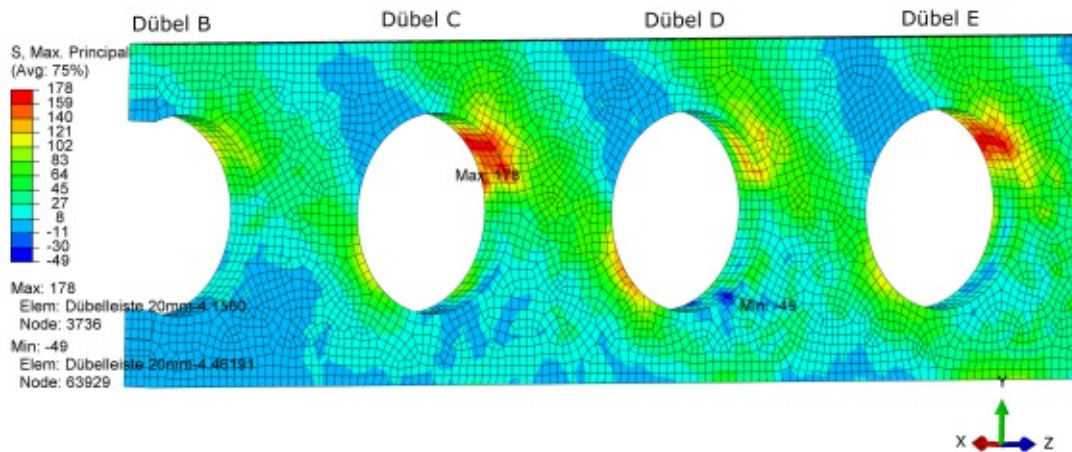 Dübel B
Dübel C
Dübel D
Dübel E
S, Max. Principal
(Avg: 75%)
178
159
140
121
102
83
64
45
27
8
-11
-30
-49
Max: 178
Elem: Dübelleiste 20mm-4.1560
Node: 3736
Min: -49
Elem: Dübelleiste 20mm-4.46191
Node: 63929
Max: 178
Min: -49
Y
X
Z